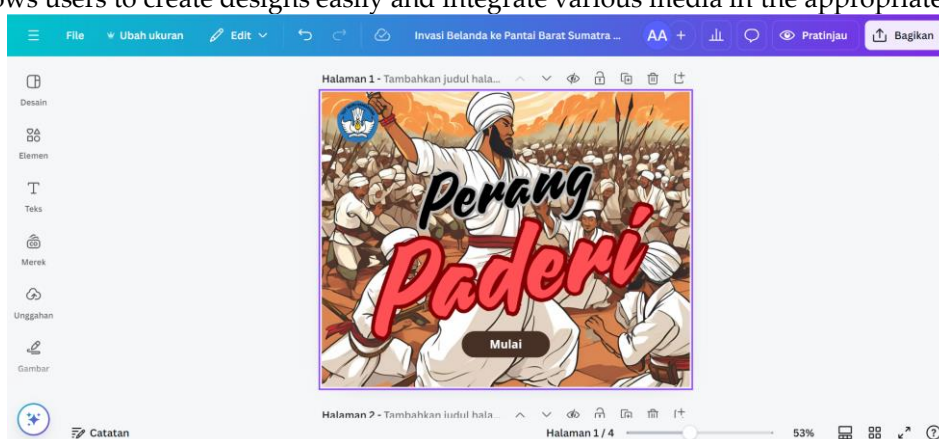 ows users to create designs easily and integrate various media in the appropriate
File Ubah ukuran Edit Invasi Belanda ke Pantai Barat Sumatra ... AA + Pratinjau Bagikan
Halaman 1 - Tambahkan judul hala...
Desain
Elemen
Teks
Merek
Unggahan
Gambar
Perang
Paderi
Mulai
Halaman 2 - Tambahkan judul hala...
Catatan
Halaman 1 / 4
53%